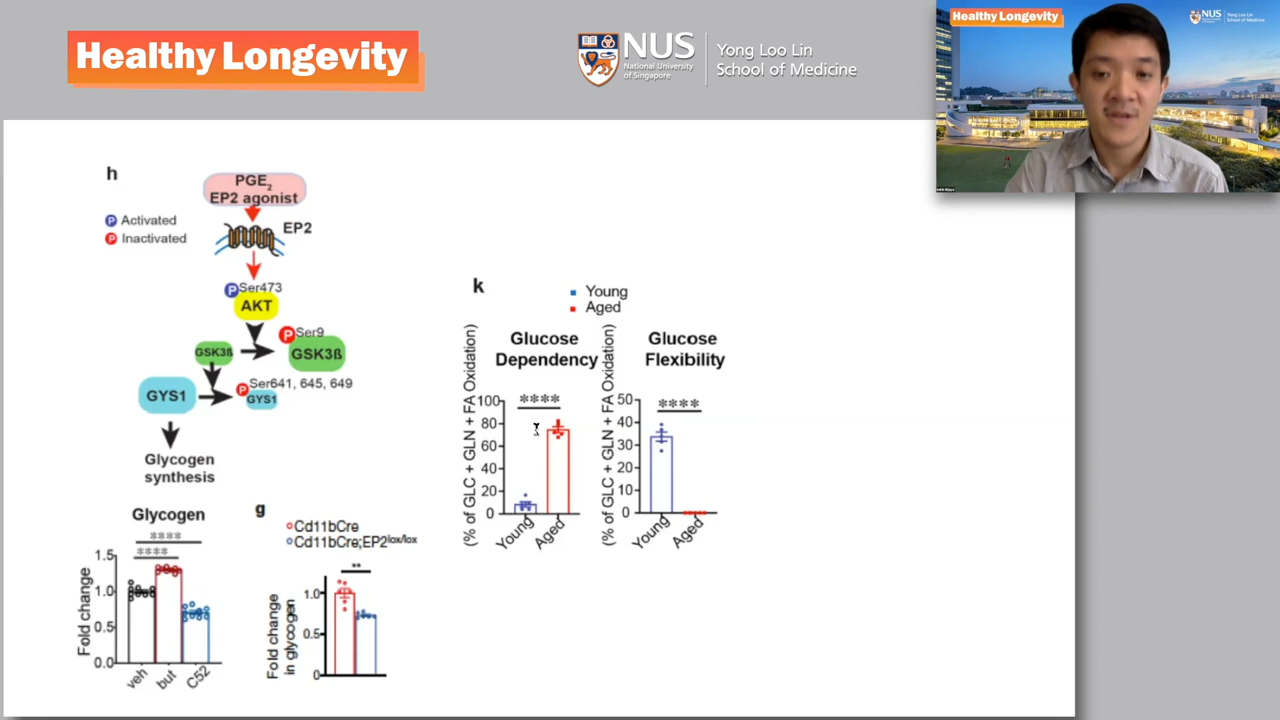 Healthy Longevity
NUS
National University
of Singapore
Yong Loo Lin
School of Medicine
Healthy Longevity
NUS
h
PGE2
EP2 agonist
P Activated
P Inactivated
EP2
P Ser473
AKT
P Ser9
GSK3ß
GSK3ß
Ser641, 645, 649
P
GYS1
GYS1
Glycogen
synthesis
Glycogen
****
****
Fold change
1.5
1.0
0.5
0.0
veh
but
C52
g
Cd11bCre
Cd11bCre;EP2lox/lox
**
Fold change
in glycogen
1.0
0.5
0
k
Young
Aged
Glucose
Dependency
(% of GLC + GLN + FA Oxidation)
****
100
80
60
40
20
0
Young
Aged
Glucose
Flexibility
(% of GLC + GLN + FA Oxidation)
****
50
40
30
20
10
0
Young
Aged